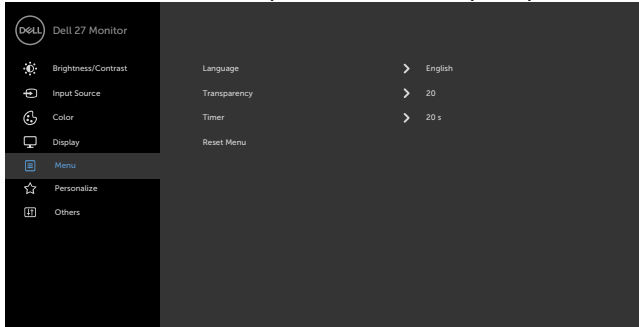 DELL Dell 27 Monitor
Brightness/Contrast Language English
Input Source Transparency 20
Color Timer 20 s
Display Reset Menu
Menu
Personalize
Others